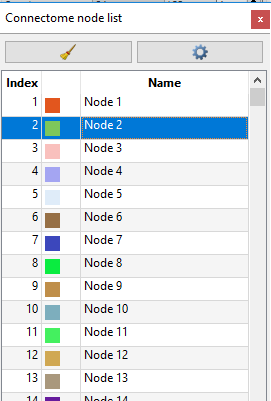 Connectome node list
Index Name
1 Node 1
2 Node 2
3 Node 3
4 Node 4
5 Node 5
6 Node 6
7 Node 7
8 Node 8
9 Node 9
10 Node 10
11 Node 11
12 Node 12
13 Node 13
14 Node 14